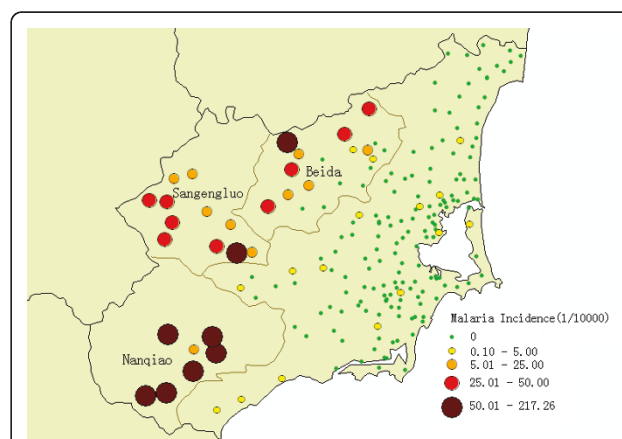 Beida
Sangengluo
Nanqiao
Malaria Incidence(1/10000)
0
0.10 - 5.00
5.01 - 25.00
25.01 - 50.00
50.01 - 217.26